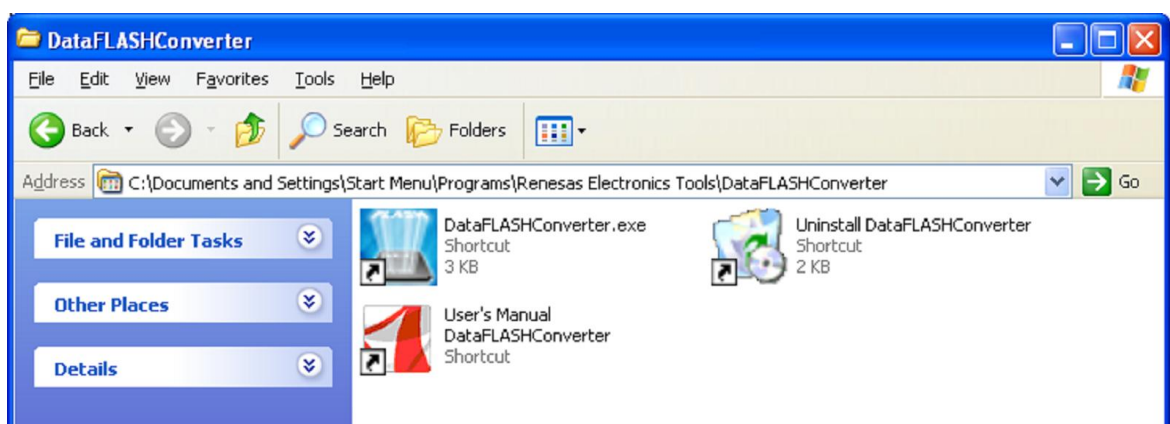 DataFLASHConverter
File Edit View Favorites Tools Help
Back Search Folders
Address C:\Documents and Settings\Start Menu\Programs\Renesas Electronics Tools\DataFLASHConverter Go
File and Folder Tasks
Other Places
Details
FLASH
DataFLASHConverter.exe
Shortcut
3 KB
Uninstall DataFLASHConverter
Shortcut
2 KB
User's Manual
DataFLASHConverter
Shortcut